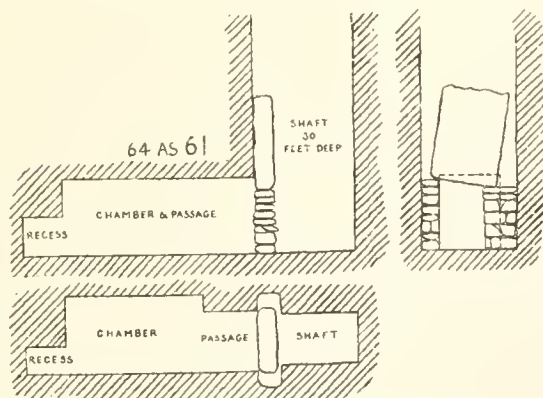 SHAFT
30
FEET DEEP
64 AS 61
CHAMBER & PASSAGE
RECESS
CHAMBER
PASSAGE
SHAFT
RECESS